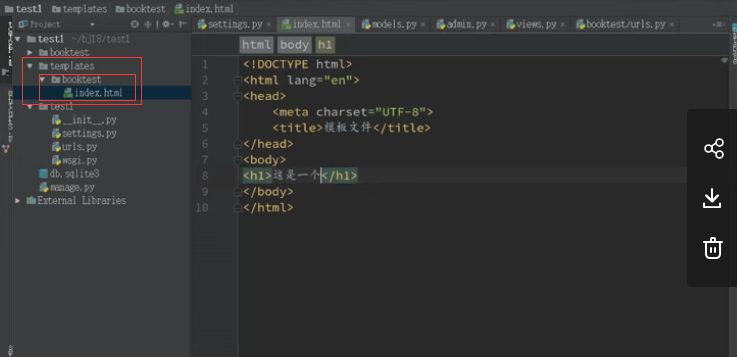 test1 templates booktest index.html
Project
settings.py index.html models.py admin.py views.py booktest/urls.py
html body h1
test1 ~/bj18/test1
booktest
templates
booktest
index.html
test1
__init__.py
settings.py
urls.py
wsgi.py
db.sqlite3
manage.py
External Libraries
1 <!DOCTYPE html>
2 <html lang="en">
3 <head>
4 <meta charset="UTF-8">
5 <title>模板文件</title>
6 </head>
7 <body>
8 <h1>这是一个</h1>
9 </body>
10 </html>